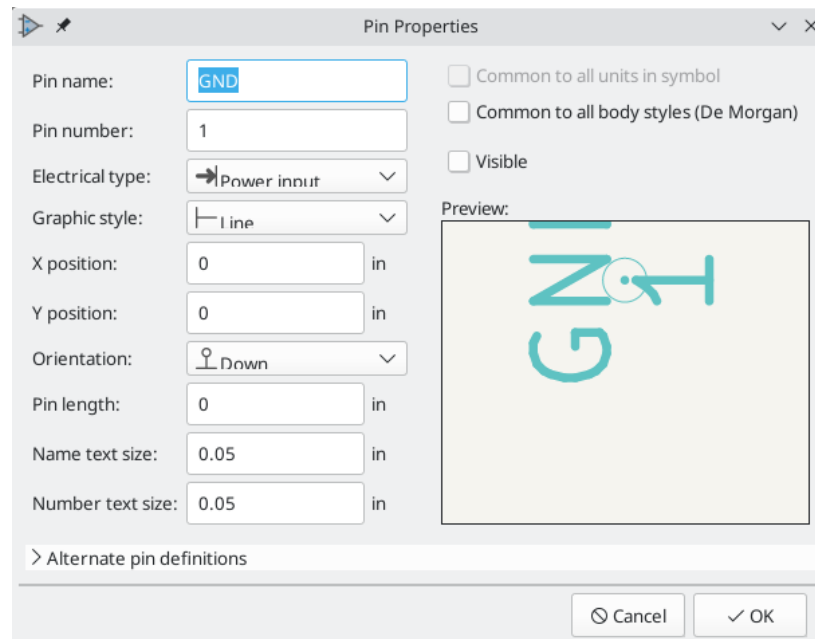 Pin Properties
Pin name:
GND
Pin number:
1
Electrical type:
Power input
Graphic style:
Line
X position:
0
in
Y position:
0
in
Orientation:
Down
Pin length:
0
in
Name text size:
0.05
in
Number text size:
0.05
in
Common to all units in symbol
Common to all body styles (De Morgan)
Visible
Preview:
GN
1
Alternate pin definitions
Cancel
OK